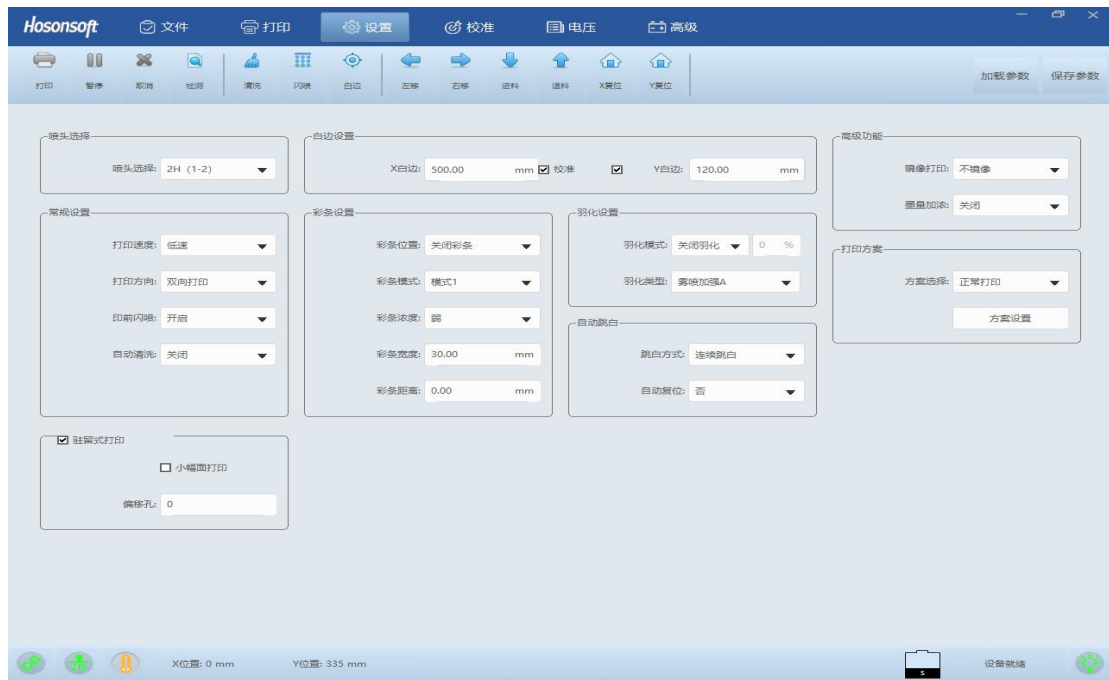 Hosonsoft 文件 打印 设置 校准 电压 高级
打印 暂停 取消 检测 清洗 闪喷 白边 左移 右移 进料 退料 X复位 Y复位 加载参数 保存参数
喷头选择 白边设置 高级功能
喷头选择: 2H (1-2) X白边: 500.00 mm 校准 Y白边: 120.00 mm 镜像打印: 不镜像
墨量加浓: 关闭
常规设置 彩条设置 羽化设置
打印速度: 低速 彩条位置: 关闭彩条 羽化模式: 关闭羽化 0 % 打印方案
打印方向: 双向打印 彩条模式: 模式1 羽化类型: 雾喷加强A 方案选择: 正常打印
印前闪喷: 开启 彩条浓度: 弱 自动跳白 方案设置
自动清洗: 关闭 彩条宽度: 30.00 mm 跳白方式: 连续跳白
彩条距离: 0.00 mm 自动复位: 否
驻留式打印
小幅面打印
偏移孔: 0
X位置: 0 mm Y位置: 335 mm S 设备就绪